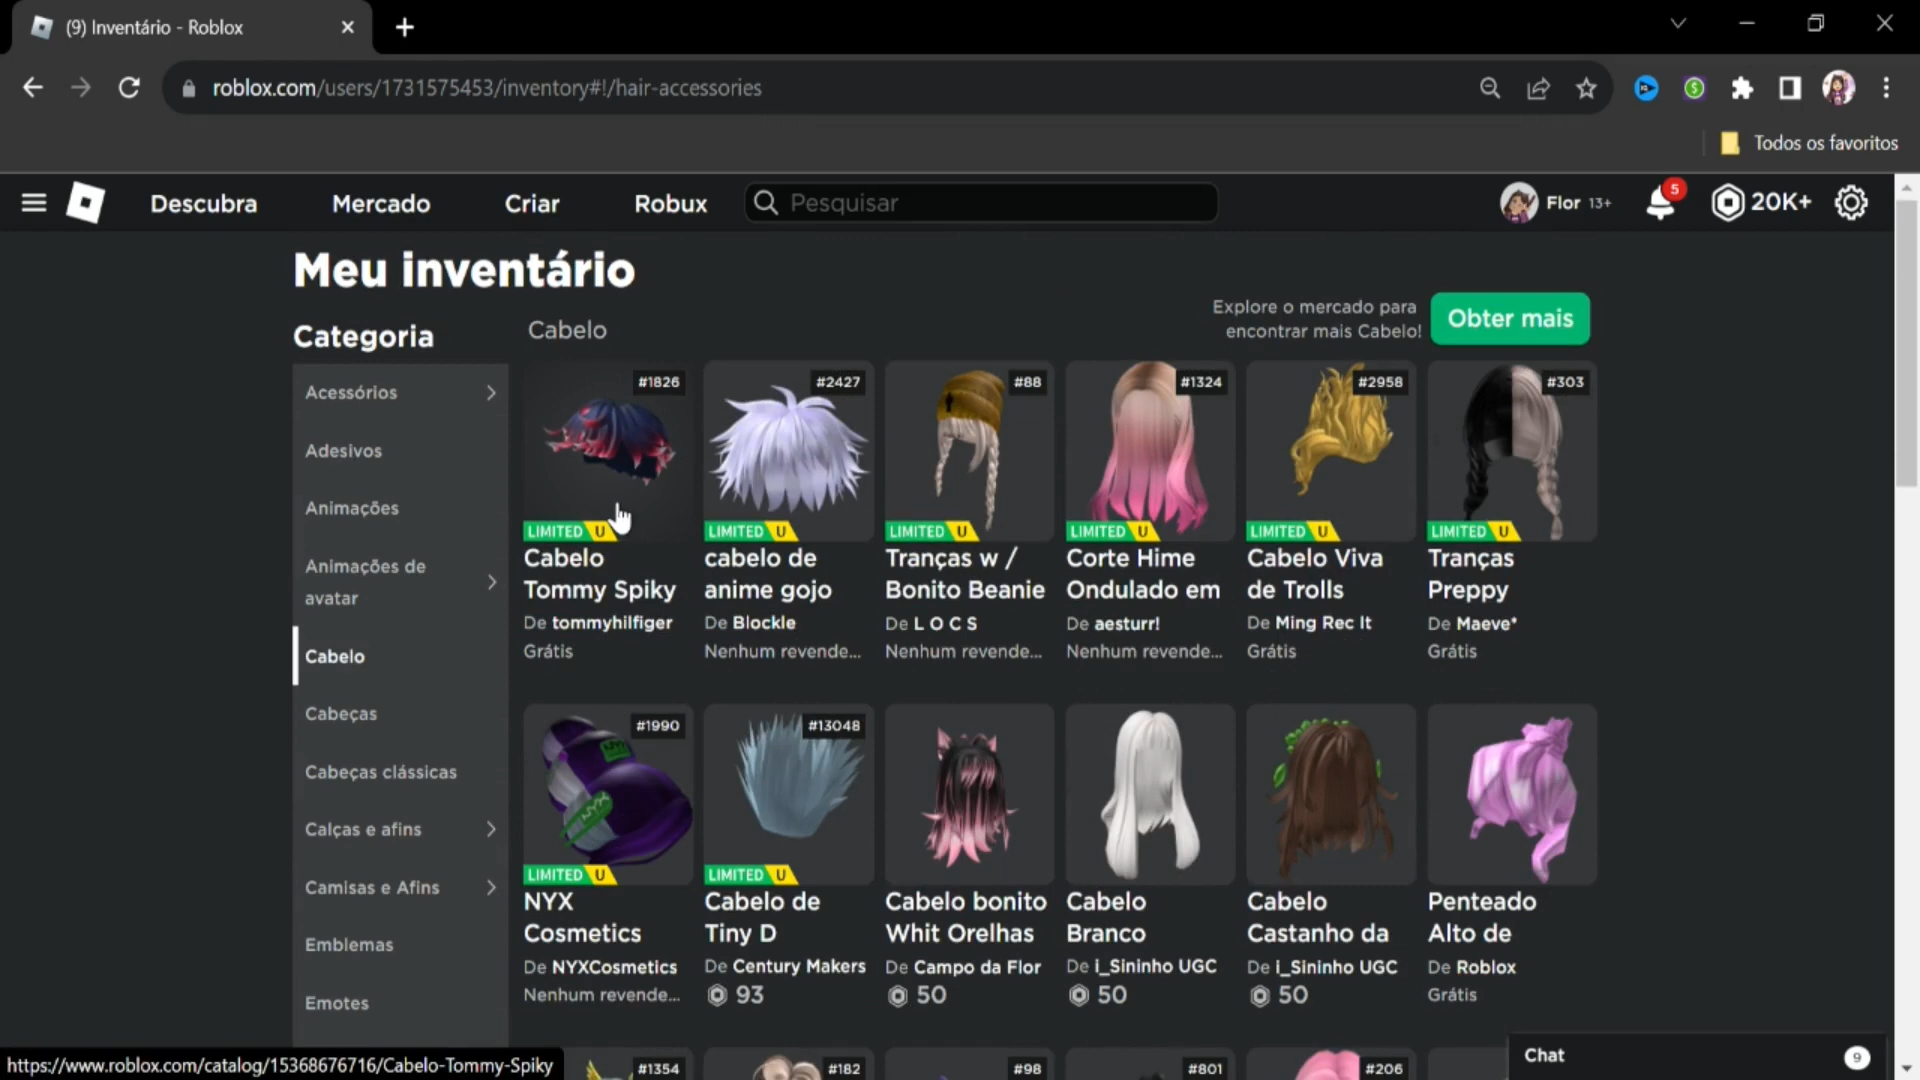 (9) Inventário - Roblox
roblox.com/users/1731575453/inventory#!/hair-accessories
Todos os favoritos
Descubra
Mercado
Criar
Robux
Pesquisar
Flor 13+
5
20K+
Meu inventário
Explore o mercado para
encontrar mais Cabelo!
Obter mais
Categoria
Cabelo
Acessórios
Adesivos
Animações
Animações de
avatar
Cabelo
Cabeças
Cabeças clássicas
Calças e afins
Camisas e Afins
Emblemas
Emotes
#1826
LIMITED U
Cabelo
Tommy Spiky
De tommyhilfiger
Grátis
#2427
LIMITED U
cabelo de
anime gojo
De Blockle
Nenhum revende...
#88
LIMITED U
Tranças w /
Bonito Beanie
De L O C S
Nenhum revende...
#1324
LIMITED U
Corte Hime
Ondulado em
De aesturr!
Nenhum revende...
#2958
LIMITED U
Cabelo Viva
de Trolls
De Ming Rec It
Grátis
#303
LIMITED U
Tranças
Preppy
De Maeve*
Grátis
#1990
NYX
LIMITED U
NYX
Cosmetics
De NYXCosmetics
Nenhum revende...
#13048
LIMITED U
Cabelo de
Tiny D
De Century Makers
93
Cabelo bonito
Whit Orelhas
De Campo da Flor
50
Cabelo
Branco
De i_Sininho UGC
50
Cabelo
Castanho da
De i_Sininho UGC
50
Penteado
Alto de
De Roblox
Grátis
#1354
#182
#98
#801
#206
Chat
9
https://www.roblox.com/catalog/15368676716/Cabelo-Tommy-Spiky